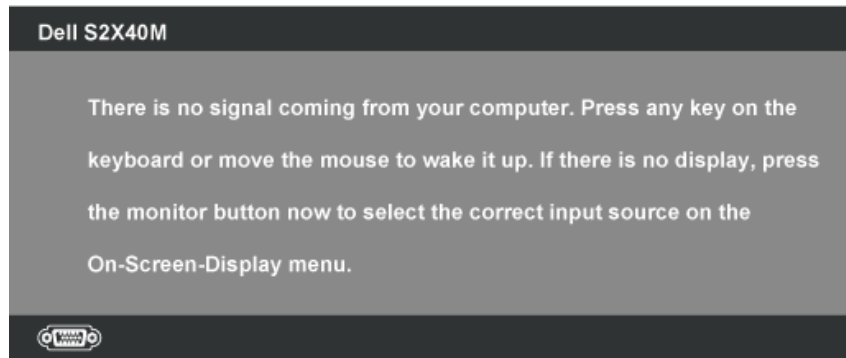 Dell S2X40M
There is no signal coming from your computer. Press any key on the
keyboard or move the mouse to wake it up. If there is no display, press
the monitor button now to select the correct input source on the
On-Screen-Display menu.